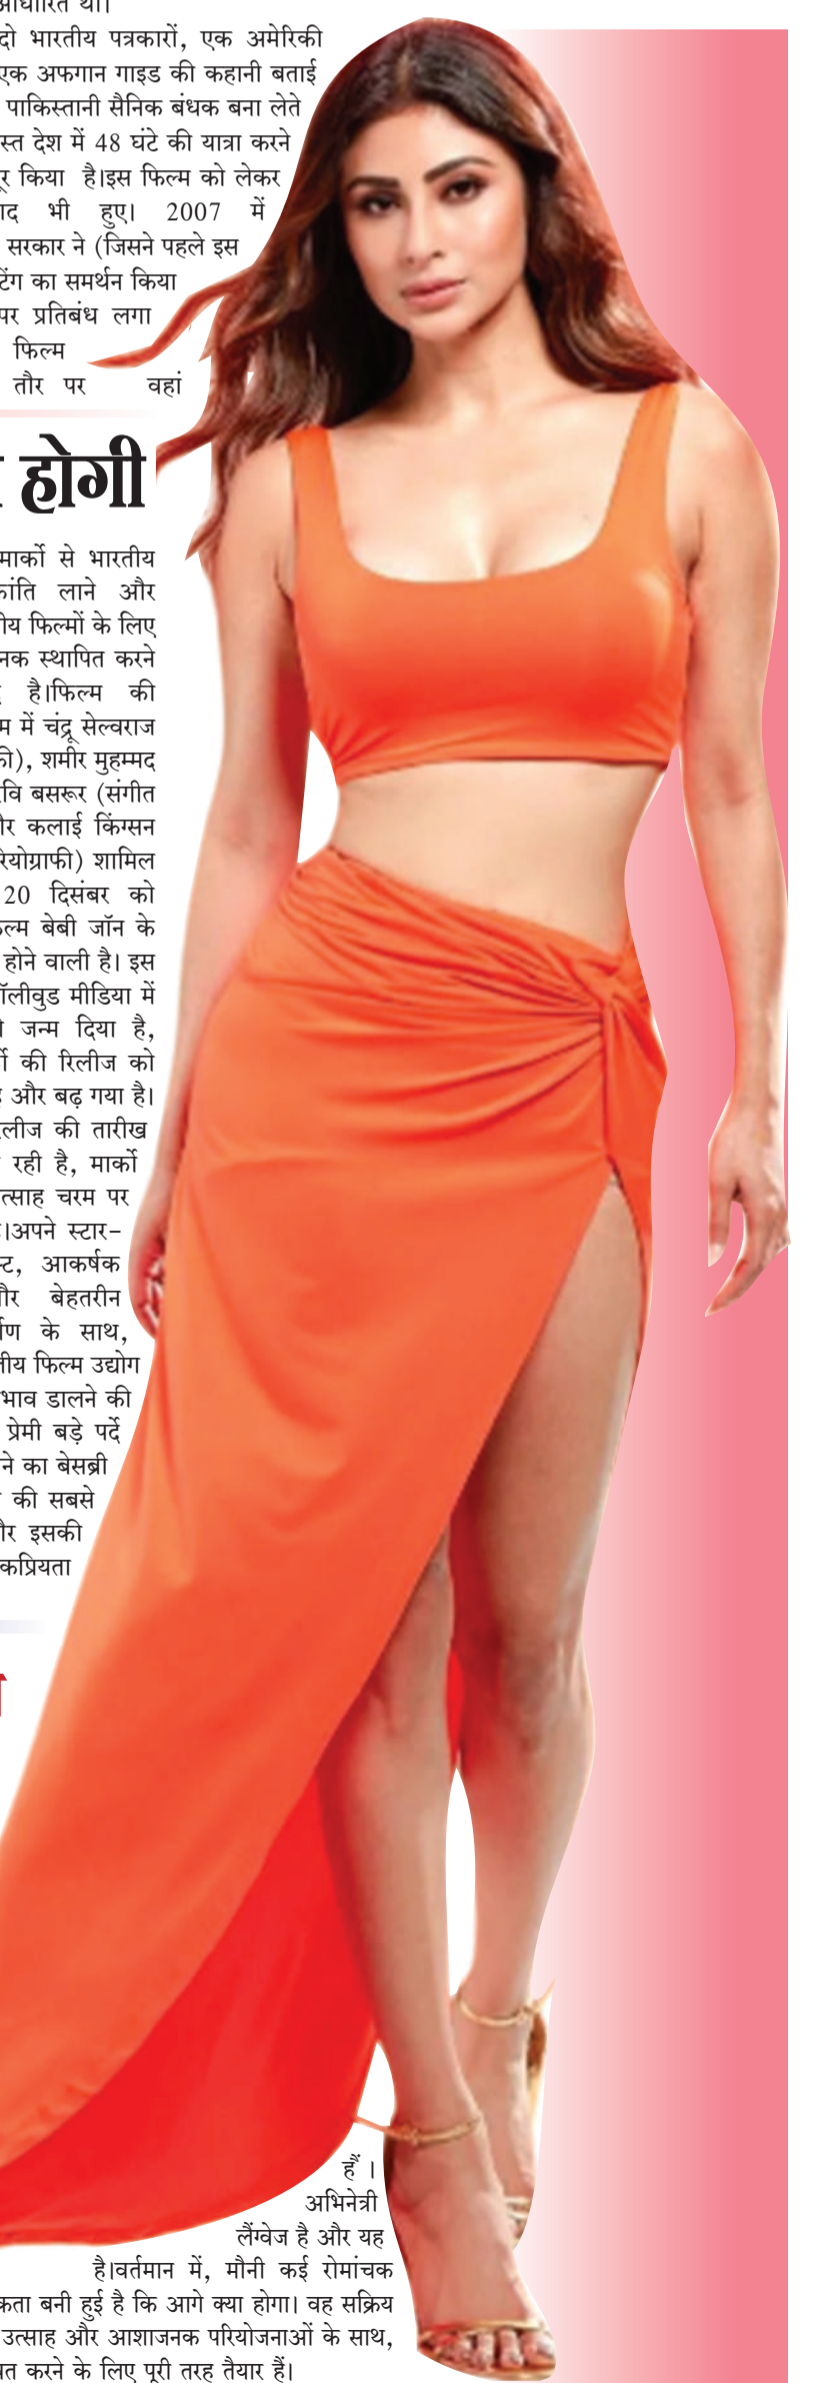 आधारित थी।
दो भारतीय पत्रकारों, एक अमेरिकी
एक अफगान गाइड की कहानी बताई
पाकिस्तानी सैनिक बंधक बना लेते
देश में 48 घंटे की यात्रा करने
किया है।इस फिल्म को लेकर
भी हुए। 2007 में
सरकार ने (जिसने पहले इस
का समर्थन किया
पर प्रतिबंध लगा
फिल्म
तौर पर वहां
होगी
मार्को से भारतीय
लाने और
फिल्मों के लिए
स्थापित करने
है।फिल्म की
में चंद्रू सेल्वराज
शमीर मुहम्मद
बसरूर (संगीत
कलाई किंग्सन
शामिल
20 दिसंबर को
बेबी जॉन के
होने वाली है। इस
मीडिया में
जन्म दिया है,
की रिलीज को
और बढ़ गया है।
की तारीख
रही है, मार्को
चरम पर
अपने स्टार-
आकर्षक
बेहतरीन
के साथ,
फिल्म उद्योग
डालने की
प्रेमी बड़े पर्दे
का बेसब्री
की सबसे
इसकी
हैं ।
अभिनेत्री
लैंग्वेज है और यह
है।वर्तमान में, मौनी कई रोमांचक
बनी हुई है कि आगे क्या होगा। वह सक्रिय
उत्साह और आशाजनक परियोजनाओं के साथ,
करने के लिए पूरी तरह तैयार हैं।